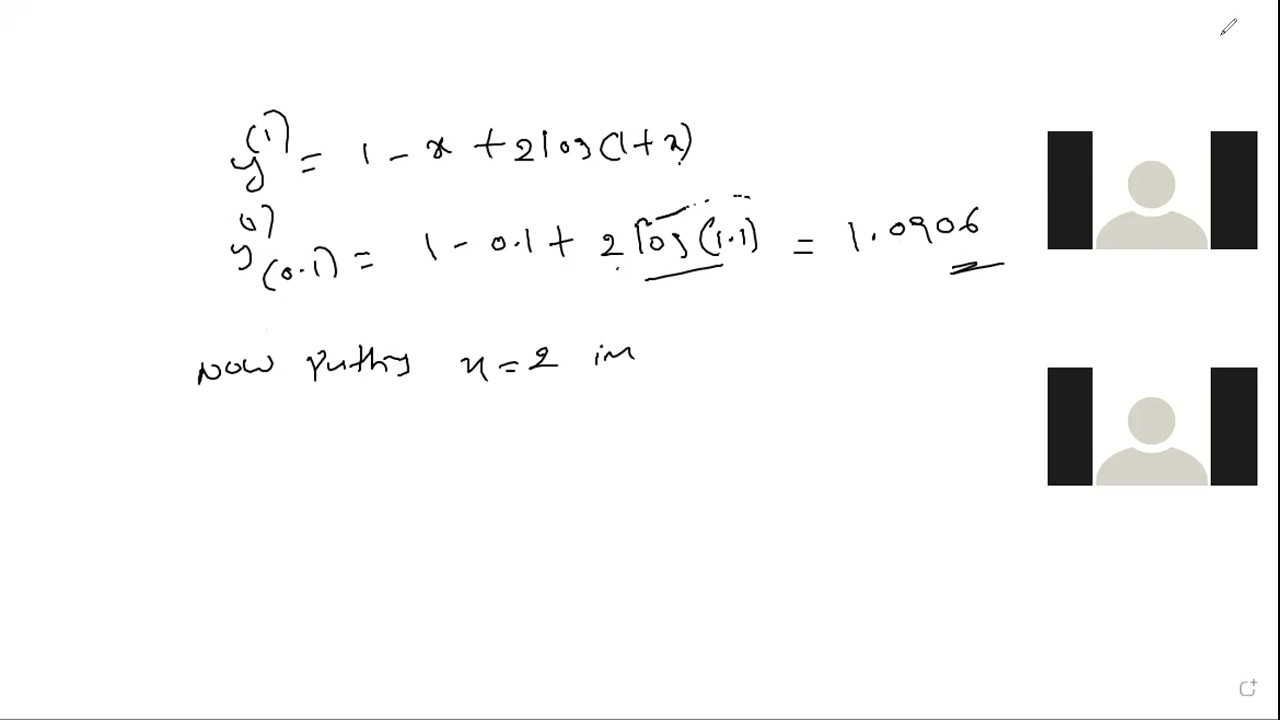 y^(1) = 1 - x + 2 log(1+x)
y^(1)(0.1) = 1 - 0.1 + 2 log(1.1) = 1.0906
NOW Putting x = 2 in